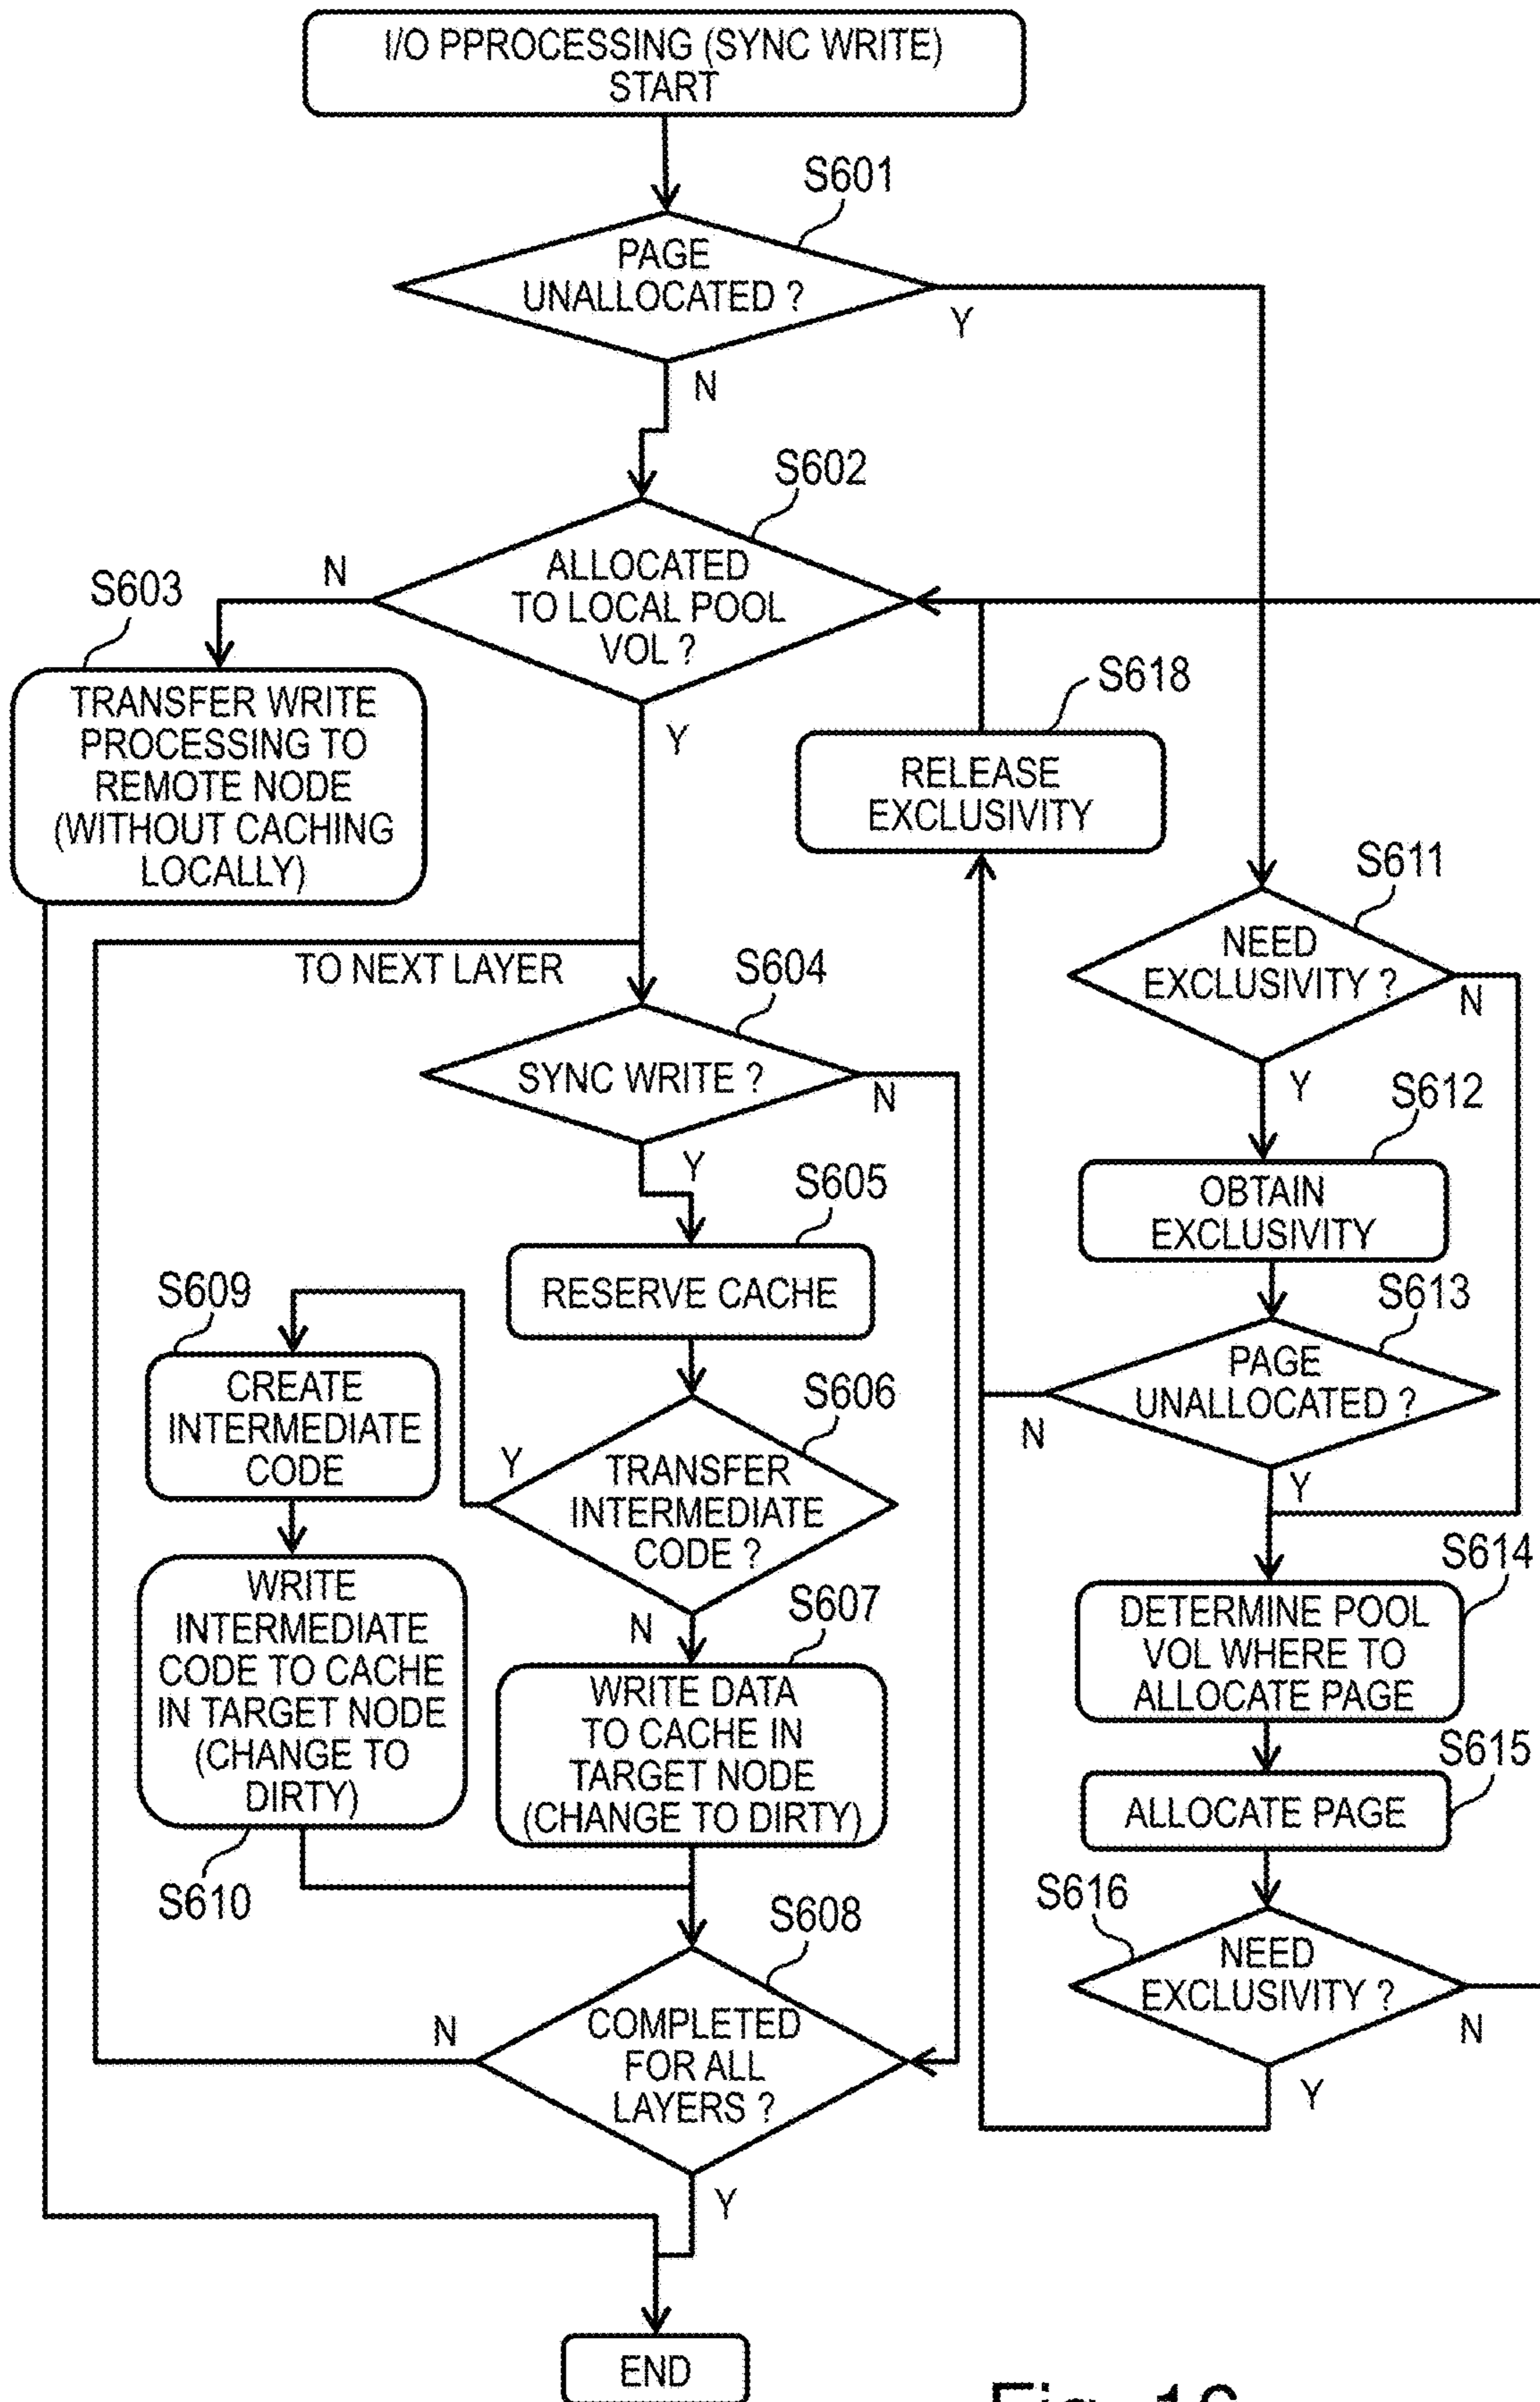 I/O PPROCESSING (SYNC WRITE)
START
S601
PAGE
UNALLOCATED ?
Y
N
S602
ALLOCATED
TO LOCAL POOL
VOL ?
N
Y
S603
TRANSFER WRITE
PROCESSING TO
REMOTE NODE
(WITHOUT CACHING
LOCALLY)
S618
RELEASE
EXCLUSIVITY
S611
NEED
EXCLUSIVITY ?
N
Y
TO NEXT LAYER
S604
SYNC WRITE ?
N
Y
S612
OBTAIN
EXCLUSIVITY
S605
RESERVE CACHE
S613
PAGE
UNALLOCATED ?
N
Y
S609
CREATE
INTERMEDIATE
CODE
S606
TRANSFER
INTERMEDIATE
CODE ?
Y
N
S614
DETERMINE POOL
VOL WHERE TO
ALLOCATE PAGE
WRITE
INTERMEDIATE
CODE TO CACHE
IN TARGET NODE
(CHANGE TO
DIRTY)
S610
S607
WRITE DATA
TO CACHE IN
TARGET NODE
(CHANGE TO DIRTY)
S615
ALLOCATE PAGE
S616
NEED
EXCLUSIVITY ?
N
Y
S608
COMPLETED
FOR ALL
LAYERS ?
N
Y
END